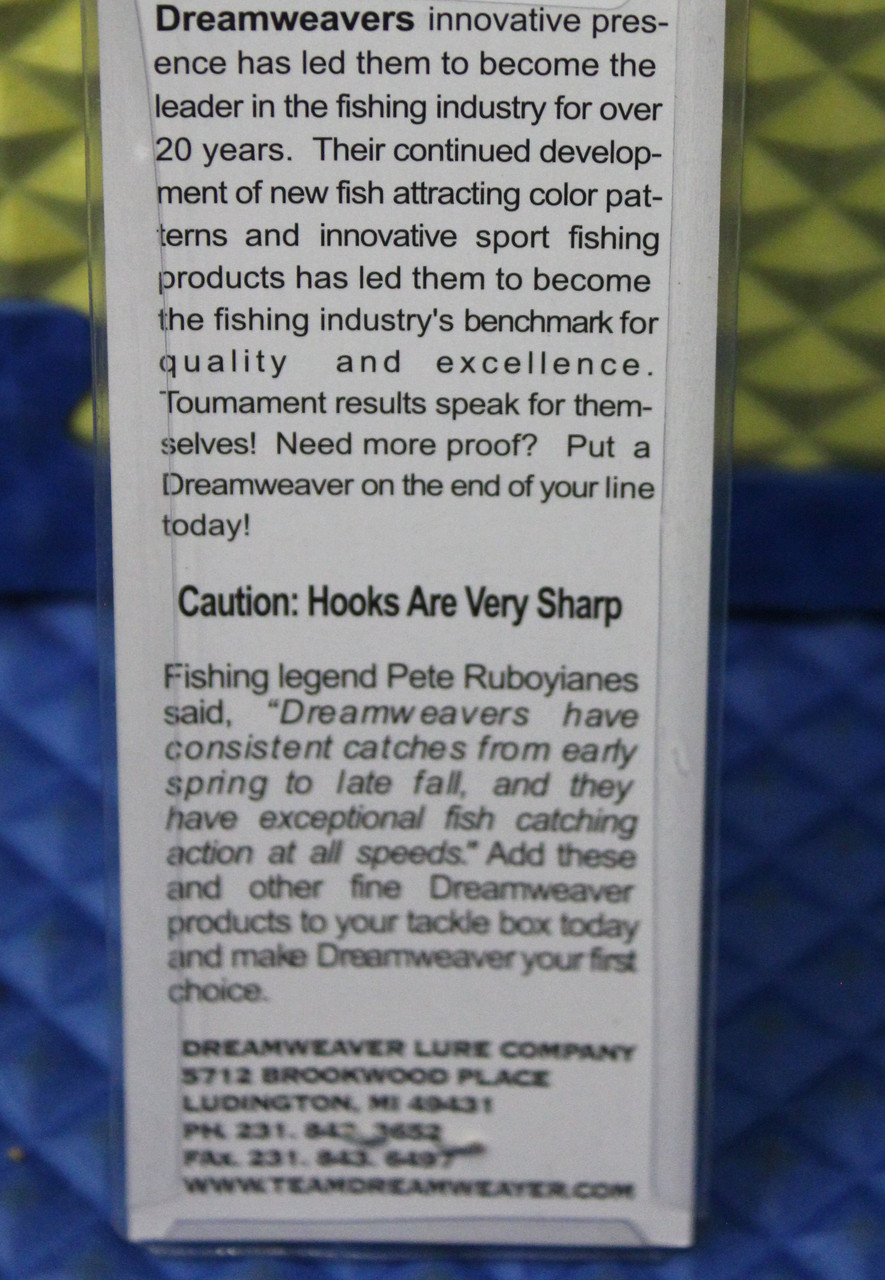 Dreamweavers innovative pres-
ence has led them to become the
leader in the fishing industry for over
20 years. Their continued develop-
ment of new fish attracting color pat-
terns and innovative sport fishing
products has led them to become
the fishing industry's benchmark for
quality and excellence.
Toumament results speak for them-
selves! Need more proof? Put a
Dreamweaver on the end of your line
today!
Caution: Hooks Are Very Sharp
Fishing legend Pete Ruboyianes
said, "Dreamweavers have
consistent catches from early
spring to late fall, and they
have exceptional fish catching
action at all speeds." Add these
and other fine Dreamweaver
products to your tackle box today
and make Dreamweaver your first
choice.
DREAMWEAVER LURE COMPANY
5712 BROOKWOOD PLACE
LUDINGTON, MI 49431
PH. 231. 3652
FAX. 231. 843. 6497
WWW.TEAMDREAMWEAVER.COM